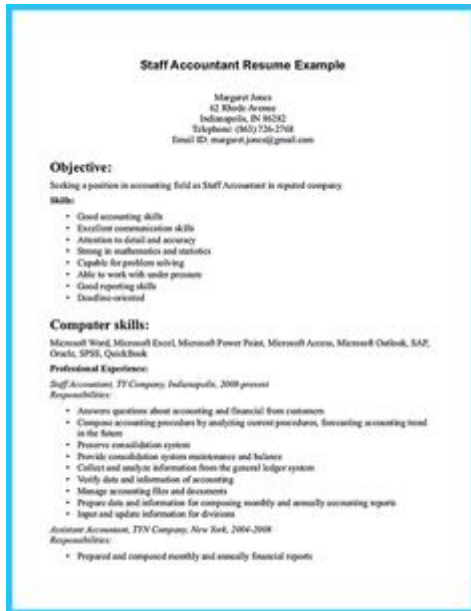 Staff Accountant Resume Example
Margaret Jones
62 Rhode Avenue
Indianapolis, IN 86282
Telephone: (863) 726-2768
Email ID: margaret.jones@gmail.com
Objective:
Seeking a position in accounting field as Staff Accountant in reputed company.
Skills:
• Good accounting skills
• Excellent communication skills
• Attention to detail and accuracy
• Strong in mathematics and statistics
• Capable for problem solving
• Able to work with under pressure
• Good reporting skills
• Deadline-oriented
Computer skills:
Microsoft Word, Microsoft Excel, Microsoft Power Point, Microsoft Access, Microsoft Outlook, SAP,
Oracle, SPSS, QuickBook
Professional Experience:
Staff Accountant, TY Company, Indianapolis, 2008-present
Responsibilities:
• Answers questions about accounting and financial from customers
• Compose accounting procedure by analyzing current procedures, forecasting accounting trend
in the future
• Preserve consolidation system
• Provide consolidation system maintenance and balance
• Collect and analyze information from the general ledger system
• Verify data and information of accounting
• Manage accounting files and documents
• Prepare data and information for composing monthly and annually accounting reports
• Input and update information for divisions
Assistant Accountant, TYN Company, New York, 2004-2008
Responsibilities:
• Prepared and composed monthly and annually financial reports